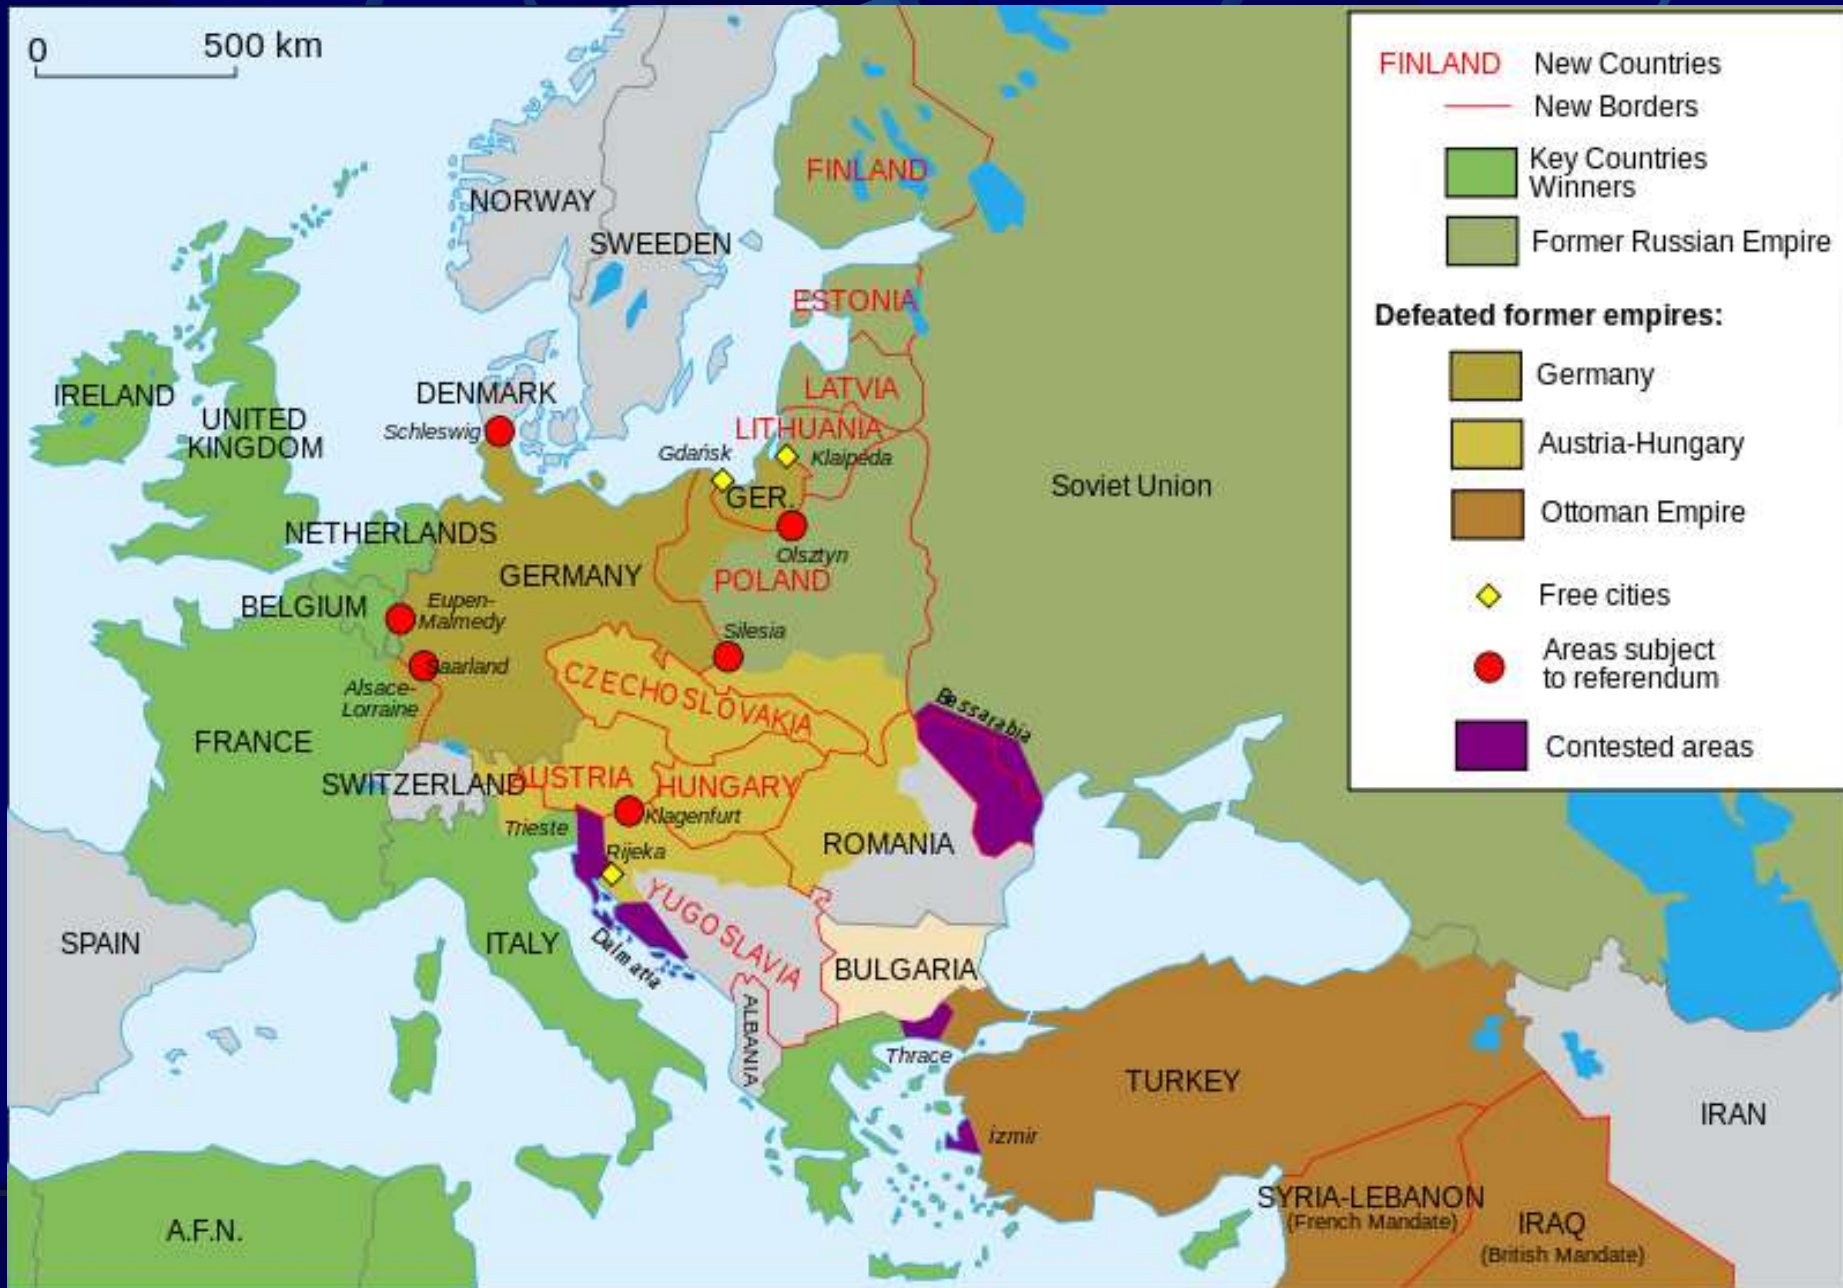 0
500 km
NORWAY
SWEEDEN
FINLAND
ESTONIA
LATVIA
LITHUANIA
IRELAND
UNITED
KINGDOM
DENMARK
Schleswig
Gdańsk
Klaipėda
GER.
Olsztyn
Soviet Union
NETHERLANDS
GERMANY
POLAND
BELGIUM
Eupen-
Malmedy
Silesia
Saarland
Alsace-
Lorraine
CZECHOSLOVAKIA
Bessarabia
FRANCE
SWITZERLAND
AUSTRIA
HUNGARY
Trieste
Klagenfurt
Rijeka
ROMANIA
YUGOSLAVIA
SPAIN
ITALY
Dalmatia
BULGARIA
ALBANIA
Thrace
TURKEY
İzmir
IRAN
SYRIA-LEBANON
(French Mandate)
IRAQ
(British Mandate)
A.F.N.
FINLAND New Countries
New Borders
Key Countries
Winners
Former Russian Empire
Defeated former empires:
Germany
Austria-Hungary
Ottoman Empire
Free cities
Areas subject
to referendum
Contested areas